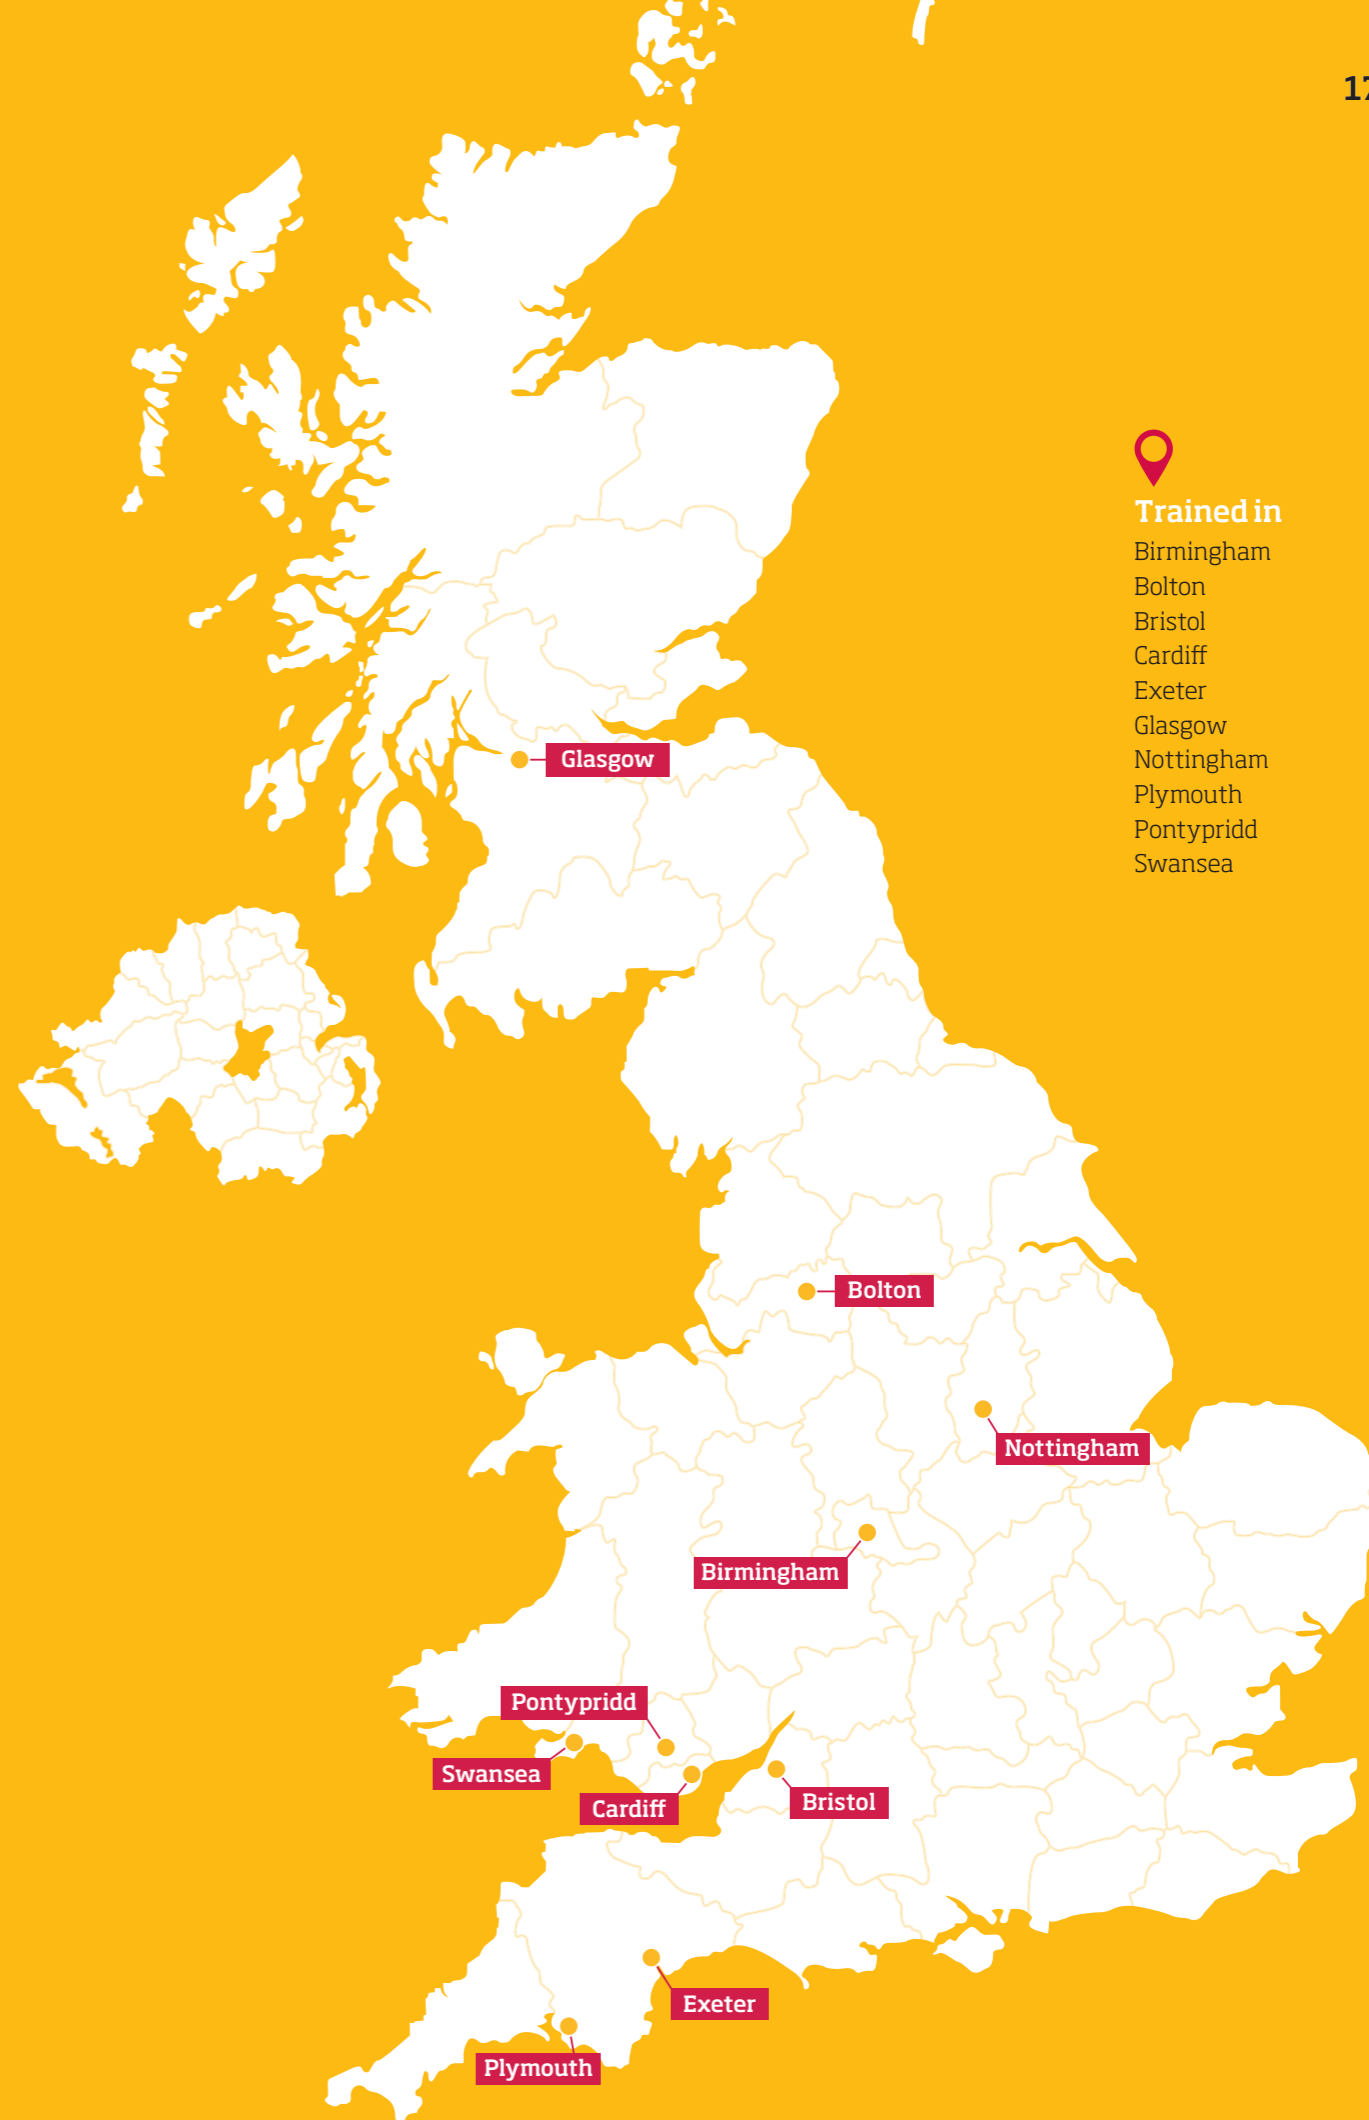 17
Trained in
Birmingham
Bolton
Bristol
Cardiff
Exeter
Glasgow
Nottingham
Plymouth
Pontypridd
Swansea
Glasgow
Bolton
Nottingham
Birmingham
Pontypridd
Swansea
Cardiff
Bristol
Exeter
Plymouth